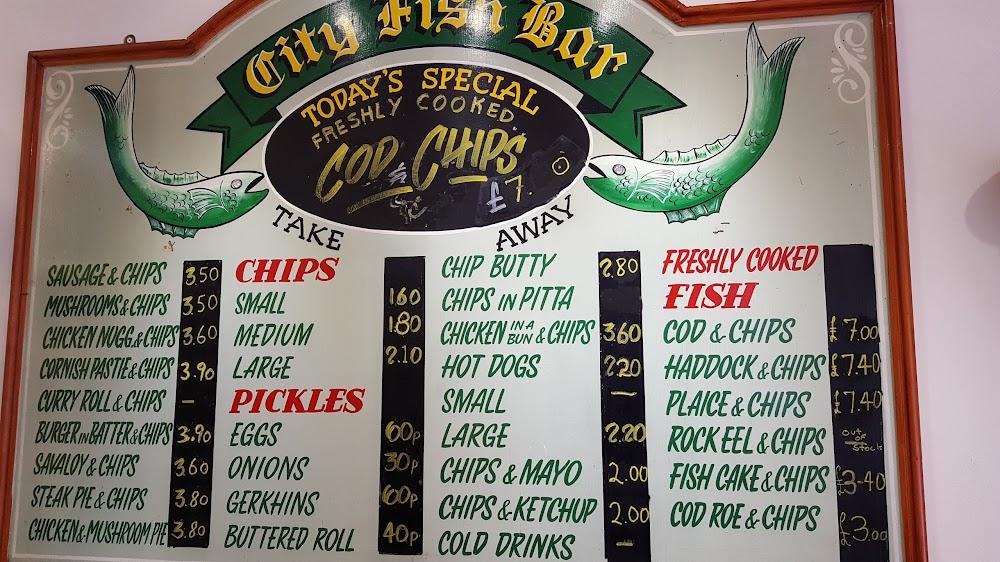 City Fish Bar
TODAY'S SPECIAL
FRESHLY COOKED
COD & CHIPS
£7.0
TAKE AWAY
SAUSAGE & CHIPS 3.50
MUSHROOMS & CHIPS 3.50
CHICKEN NUGG. & CHIPS 3.60
CORNISH PASTIE & CHIPS 3.90
CURRY ROLL & CHIPS –
BURGER IN BATTER & CHIPS 3.90
SAVALOY & CHIPS 3.60
STEAK PIE & CHIPS 3.80
CHICKEN & MUSHROOM PIE 3.80
CHIPS
SMALL 1.60
MEDIUM 1.80
LARGE 2.10
PICKLES
EGGS 60p
ONIONS 30p
GERKHINS 60p
BUTTERED ROLL 40p
CHIP BUTTY 2.80
CHIPS IN PITTA
CHICKEN IN A BUN & CHIPS 3.60
HOT DOGS 2.20
SMALL –
LARGE 2.20
CHIPS & MAYO 2.00
CHIPS & KETCHUP 2.00
COLD DRINKS –
FRESHLY COOKED
FISH
COD & CHIPS £7.00
HADDOCK & CHIPS £7.40
PLAICE & CHIPS £7.40
ROCK EEL & CHIPS OUT OF STOCK
FISH CAKE & CHIPS £3.40
COD ROE & CHIPS £3.00